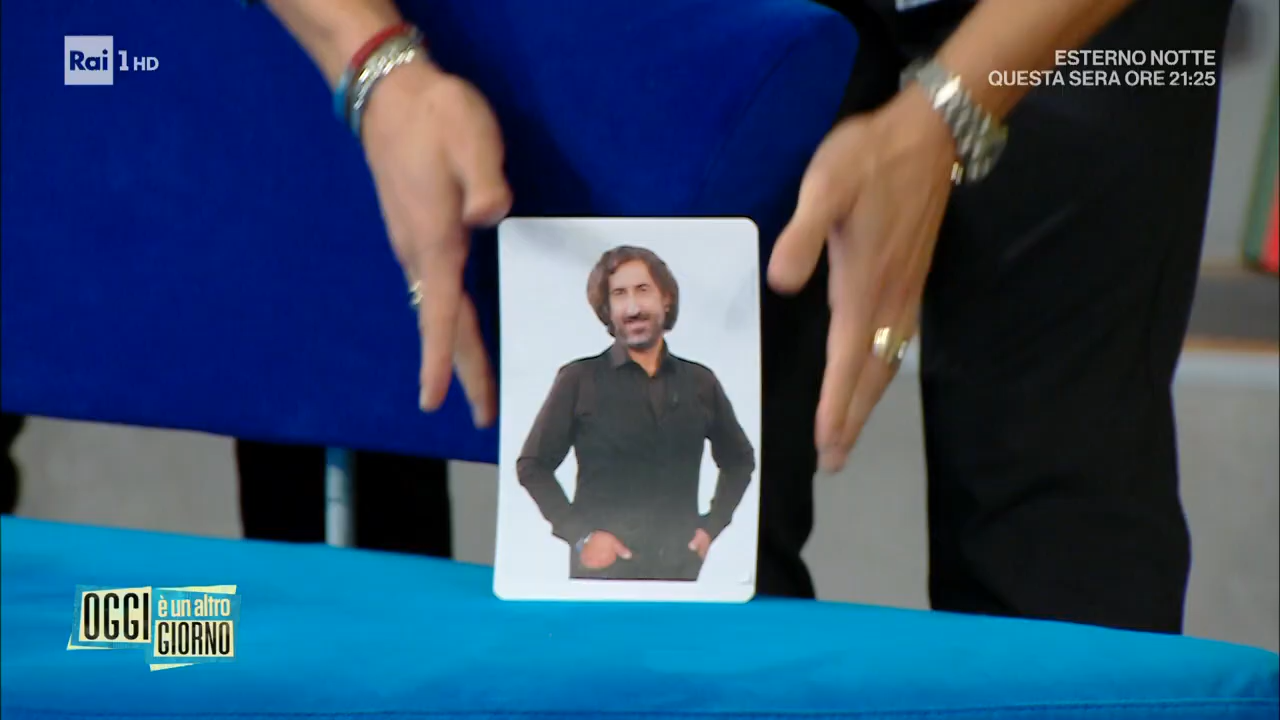 Rai 1 HD
ESTERNO NOTTE
QUESTA SERA ORE 21:25
OGGI è un altro
GIORNO